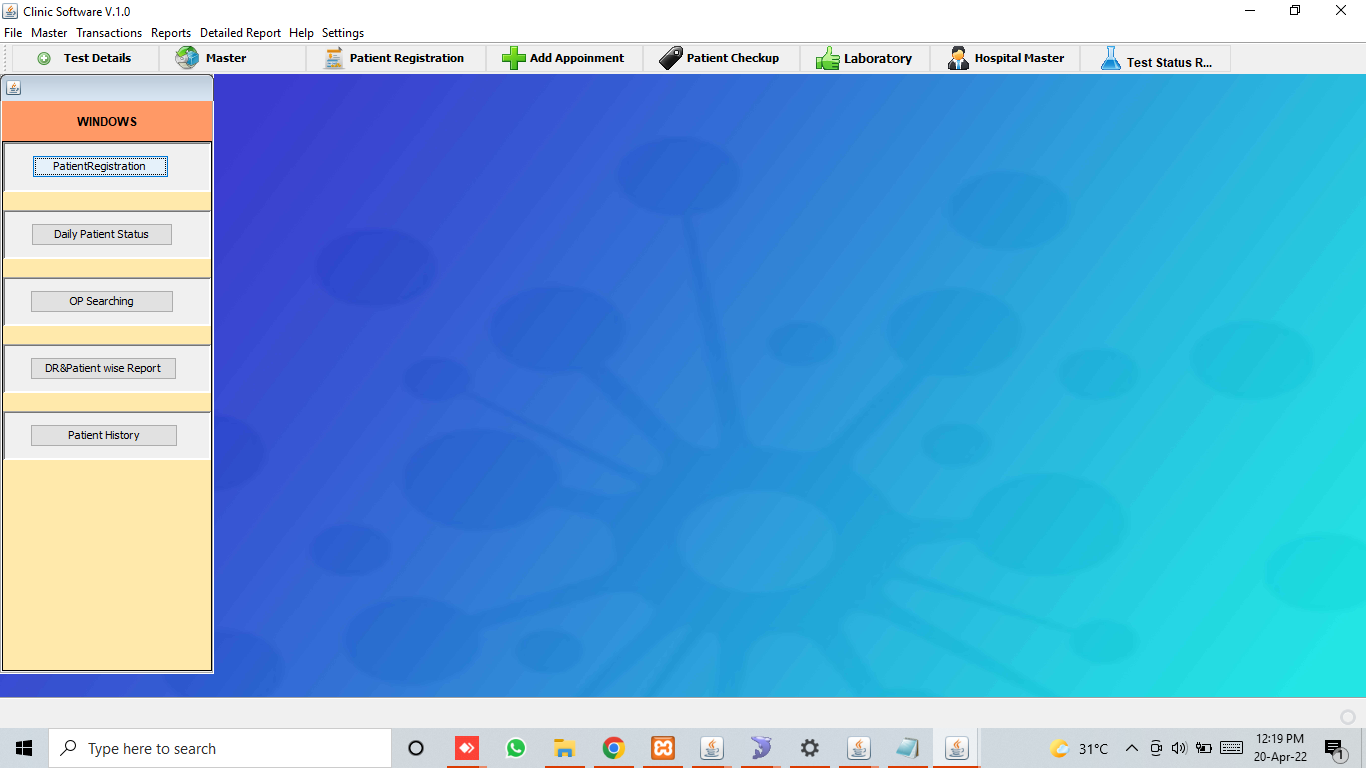 Clinic Software V.1.0
File Master Transactions Reports Detailed Report Help Settings
Test Details Master Patient Registration Add Appoinment Patient Checkup Laboratory Hospital Master Test Status R...
WINDOWS
PatientRegistration
Daily Patient Status
OP Searching
DR&Patient wise Report
Patient History
Type here to search
31°C
12:19 PM
20-Apr-22
1